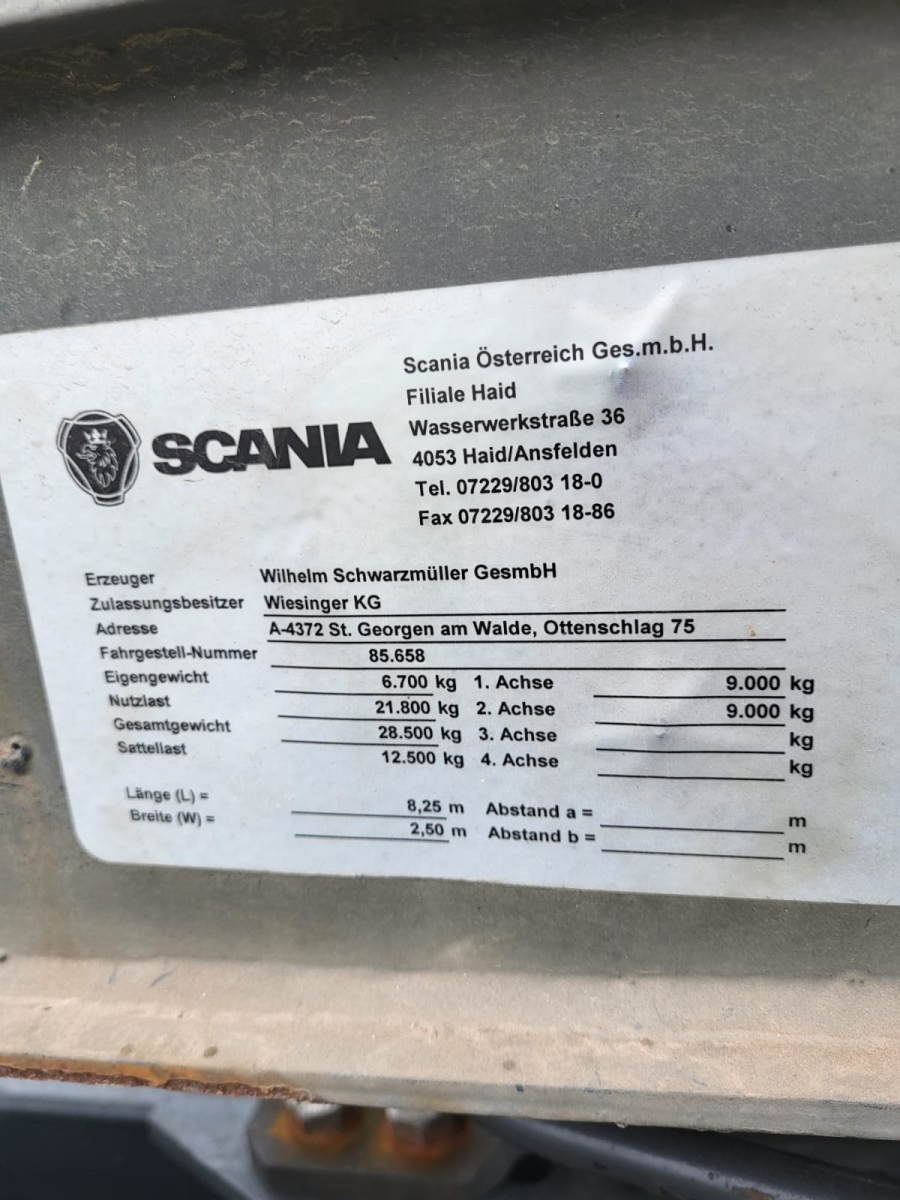 SCANIA
Scania Österreich Ges.m.b.H.
Filiale Haid
Wasserwerkstraße 36
4053 Haid/Ansfelden
Tel. 07229/803 18-0
Fax 07229/803 18-86
Erzeuger Wilhelm Schwarzmüller GesmbH
Zulassungsbesitzer Wiesinger KG
Adresse A-4372 St. Georgen am Walde, Ottenschlag 75
Fahrgestell-Nummer 85.658
Eigengewicht 6.700 kg 1. Achse 9.000 kg
Nutzlast 21.800 kg 2. Achse 9.000 kg
Gesamtgewicht 28.500 kg 3. Achse kg
Sattellast 12.500 kg 4. Achse kg
Länge (L) = 8,25 m Abstand a = m
Breite (W) = 2,50 m Abstand b = m